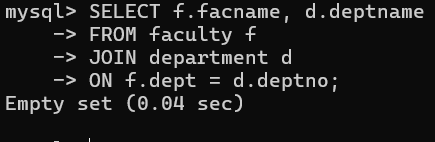 mysql> SELECT f.facname, d.deptname
    -> FROM faculty f
    -> JOIN department d
    -> ON f.dept = d.deptno;
Empty set (0.04 sec)